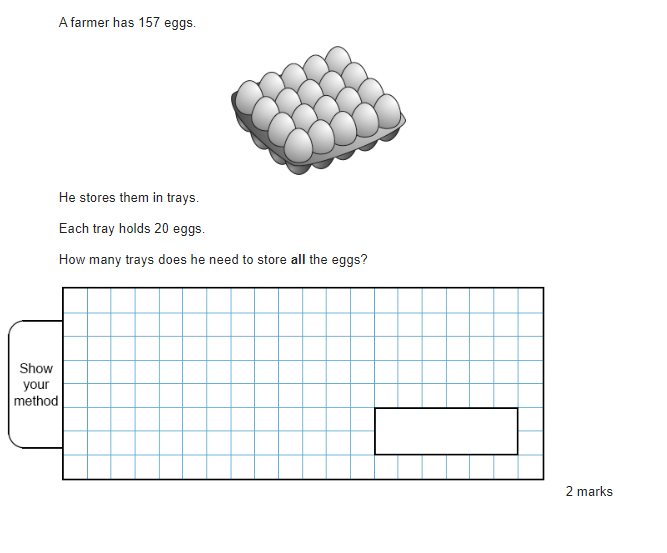 A farmer has 157 eggs.
He stores them in trays.
Each tray holds 20 eggs.
How many trays does he need to store all the eggs?
Show
your
method
2 marks